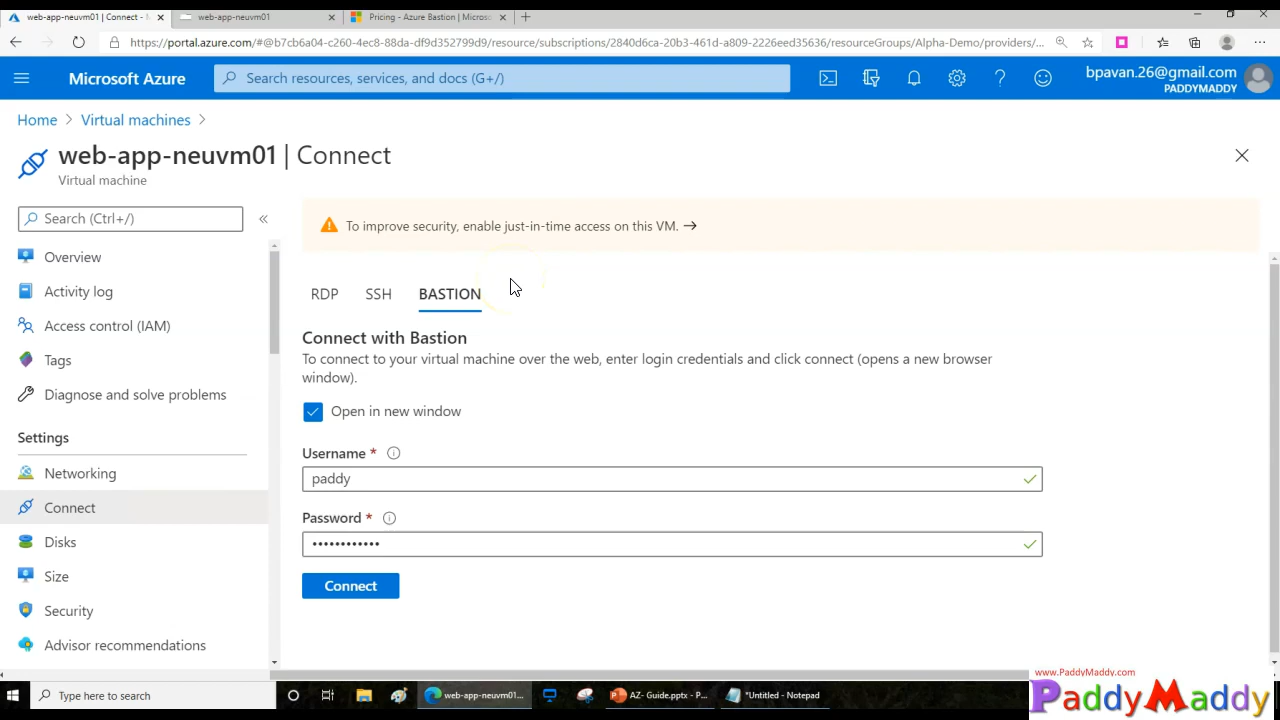 web-app-neuvm01 | Connect - M
web-app-neuvm01
Pricing - Azure Bastion | Microsof
https://portal.azure.com/#@b7cb6a04-c260-4ec8-88da-df9d352799d9/resource/subscriptions/2840d6ca-20b3-461d-a809-2226eed35636/resourceGroups/Alpha-Demo/providers/...
Microsoft Azure
Search resources, services, and docs (G+/)
bpavan.26@gmail.com
PADDYMADDY
Home > Virtual machines >
web-app-neuvm01 | Connect
Virtual machine
Search (Ctrl+/)
«
To improve security, enable just-in-time access on this VM. →
Overview
Activity log
Access control (IAM)
Tags
Diagnose and solve problems
Settings
Networking
Connect
Disks
Size
Security
Advisor recommendations
RDP SSH BASTION
Connect with Bastion
To connect to your virtual machine over the web, enter login credentials and click connect (opens a new browser
window).
Open in new window
Username *
paddy
Password *
••••••••••••
Connect
Type here to search
web-app-neuvm01...
AZ- Guide.pptx - P...
*Untitled - Notepad
www.PaddyMaddy.com
PaddyMaddy